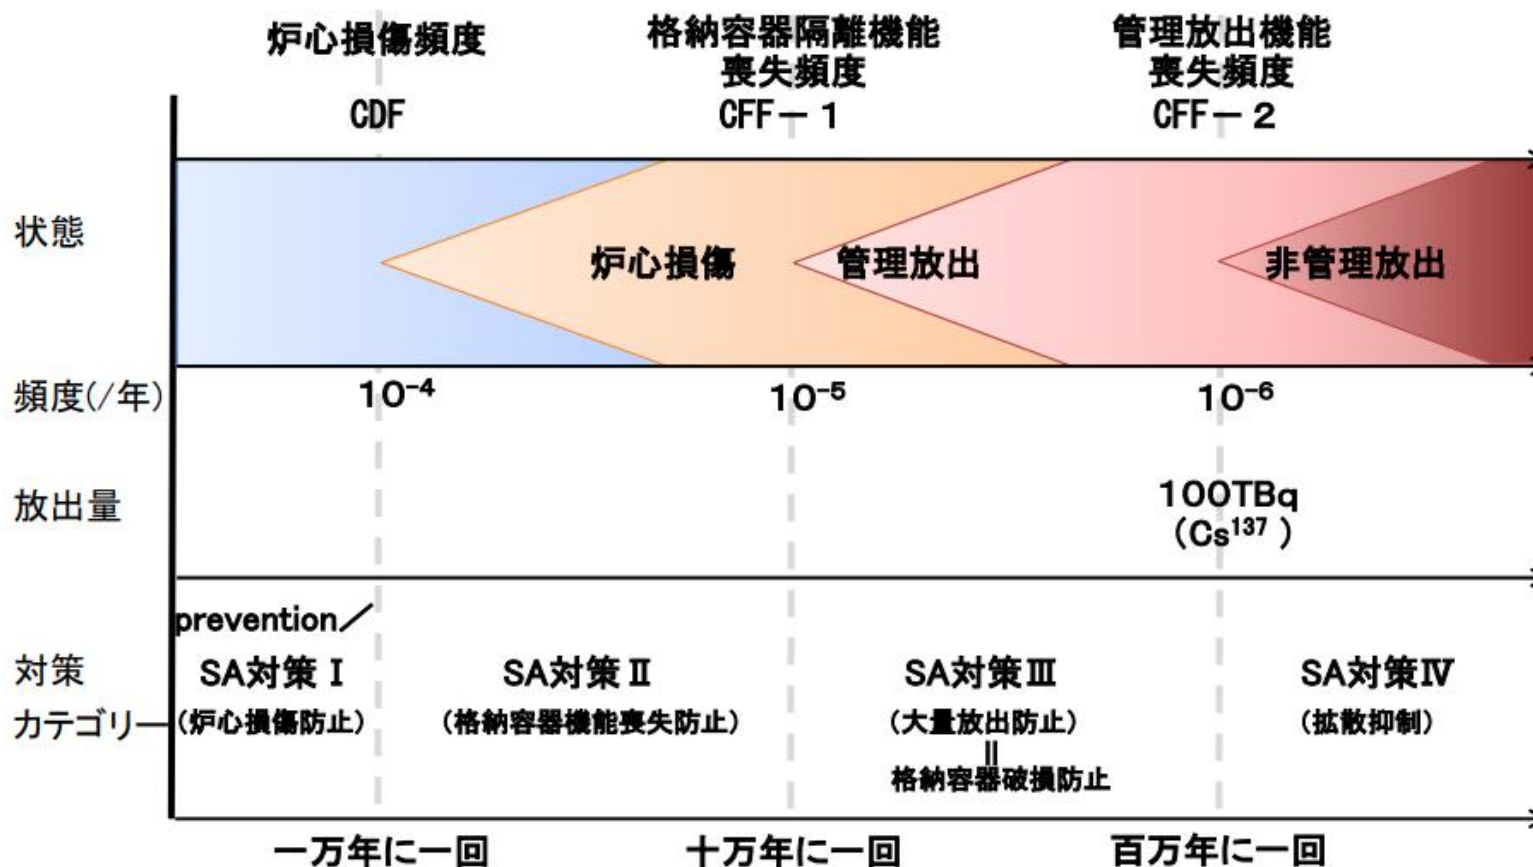 炉心損傷頻度
CDF
格納容器隔離機能
喪失頻度
CFF－1
管理放出機能
喪失頻度
CFF－2
状態
炉心損傷
管理放出
非管理放出
頻度(/年)
10⁻⁴
10⁻⁵
10⁻⁶
放出量
100TBq
（Cs¹³⁷ ）
対策
カテゴリー
prevention／
SA対策Ⅰ
（炉心損傷防止）
SA対策Ⅱ
（格納容器機能喪失防止）
SA対策Ⅲ
（大量放出防止）
||
格納容器破損防止
SA対策Ⅳ
（拡散抑制）
一万年に一回
十万年に一回
百万年に一回